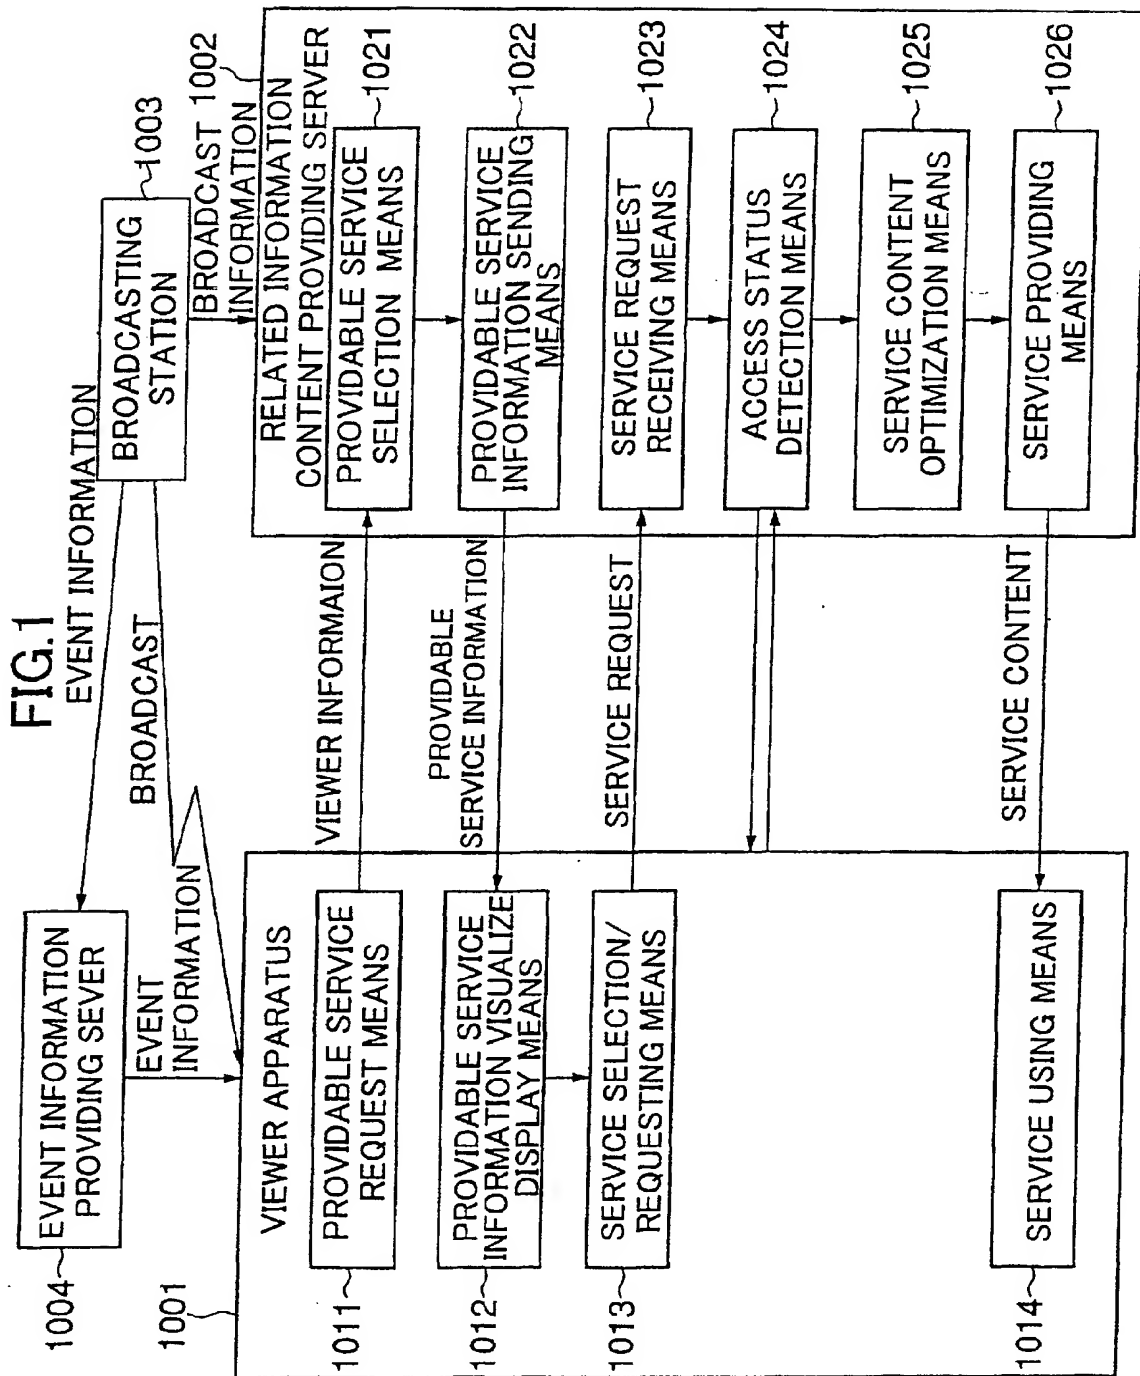 FIG.1
EVENT INFORMATION
BROADCASTING
STATION
1003
BROADCAST
INFORMATION
1002
EVENT INFORMATION
PROVIDING SEVER
1004
EVENT
INFORMATION
BROADCAST
1001
VIEWER APPARATUS
RELATED INFORMATION
CONTENT PROVIDING SERVER
PROVIDABLE SERVICE
REQUEST MEANS
1011
VIEWER INFORMAION
PROVIDABLE SERVICE
SELECTION MEANS
1021
PROVIDABLE SERVICE
INFORMATION VISUALIZE
DISPLAY MEANS
1012
PROVIDABLE
SERVICE INFORMATION
PROVIDABLE SERVICE
INFORMATION SENDING
MEANS
1022
SERVICE SELECTION/
REQUESTING MEANS
1013
SERVICE REQUEST
SERVICE REQUEST
RECEIVING MEANS
1023
ACCESS STATUS
DETECTION MEANS
1024
SERVICE CONTENT
OPTIMIZATION MEANS
1025
SERVICE USING MEANS
1014
SERVICE CONTENT
SERVICE PROVIDING
MEANS
1026